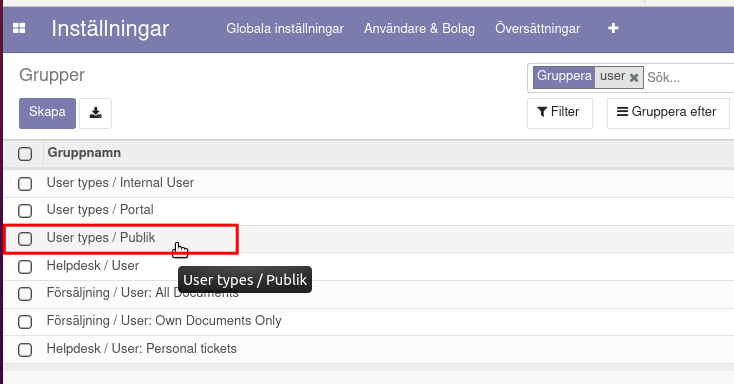 Inställningar Globala inställningar Användare & Bolag Översättningar +
Grupper
Gruppera user × Sök...
Skapa Filter Gruppera efter
Gruppnamn
User types / Internal User
User types / Portal
User types / Publik
Helpdesk / User
User types / Publik
Försäljning / User: All Documents
Försäljning / User: Own Documents Only
Helpdesk / User: Personal tickets